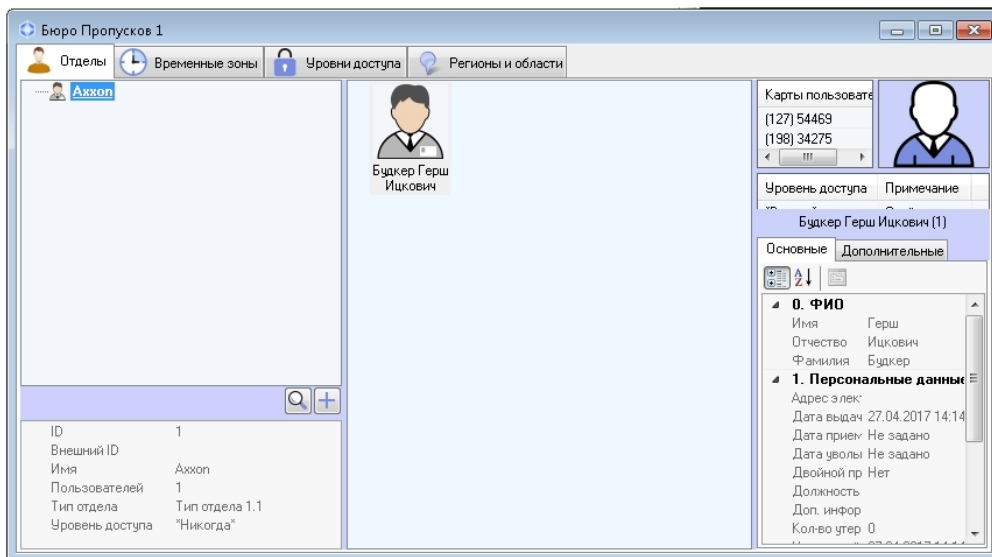 Бюро Пропусков 1
Отделы Временные зоны Уровни доступа Регионы и области
Axxon
Будкер Герш
Ицкович
Карты пользовате
(127) 54469
(198) 34275
Уровень доступа Примечание
Будкер Герш Ицкович (1)
Основные Дополнительные
0. ФИО
Имя Герш
Отчество Ицкович
Фамилия Будкер
1. Персональные данные
Адрес элек
Дата выдач 27.04.2017 14:14
Дата прием Не задано
Дата уволь Не задано
Двойной пр Нет
Должность
Доп. инфор
Кол-во утер 0
ID 1
Внешний ID
Имя Axxon
Пользователей 1
Тип отдела Тип отдела 1.1
Уровень доступа "Никогда"